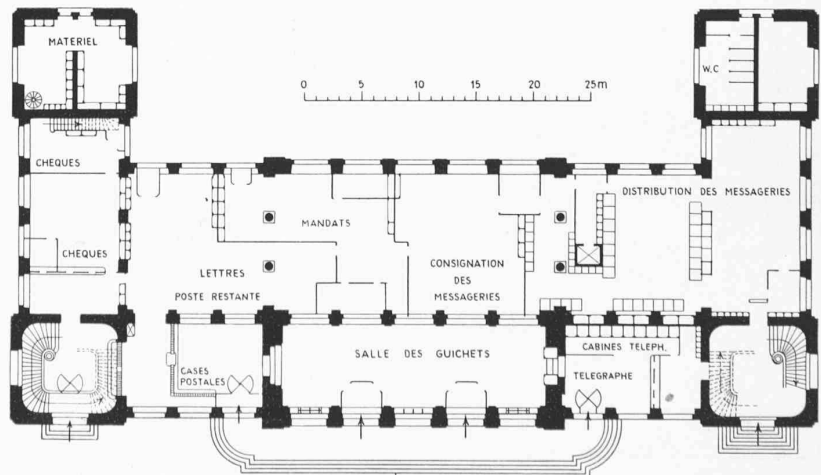 MATERIEL
W.C
0 5 10 15 20 25m
CHEQUES
DISTRIBUTION DES MESSAGERIES
MANDATS
CHEQUES
LETTRES
POSTE RESTANTE
CONSIGNATION
DES
MESSAGERIES
SALLE DES GUICHETS
CABINES TELEPH.
CASES
POSTALES
TELEGRAPHE